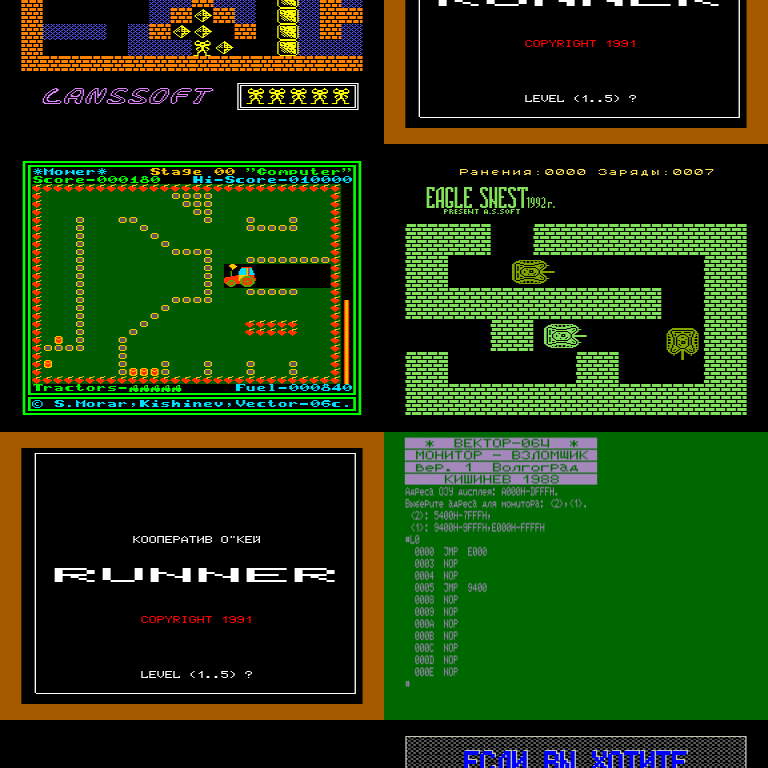 LANSSOFT
RUNNER
COPYRIGHT 1991
LEVEL (1..5) ?
*Mower* Stage 00 "Computer"
Score-000180 Hi-Score-010000
Tractors- Fuel-000840
© S.Morar,Kishinev,Vector-06c.
Ранения:0000 Заряды:0007
EAGLE SNEST 1992г.
PRESENT A.S.SOFT
КООПЕРАТИВ О"КЕЙ
RUNNER
COPYRIGHT 1991
LEVEL (1..5) ?
* ВЕКТОР-06Ц *
МОНИТОР - ВЗЛОМЩИК
ВеР. 1 ВолгоГРаД
КИШИНЕВ 1988
АдРеса ОЗУ дисплея: A000H-DFFFH.
ВыбеРите адРеса для монитоРа: (2),(1).
(2): 5400H-7FFFH,
(1): 9400H-9FFFH,E000H-FFFFH
*L0
0000 JMP E000
0003 NOP
0004 NOP
0005 JMP 9400
0008 NOP
0009 NOP
000A NOP
000B NOP
000C NOP
000D NOP
000E NOP
*
ЕСЛИ ВЫ ХОТИТЕ